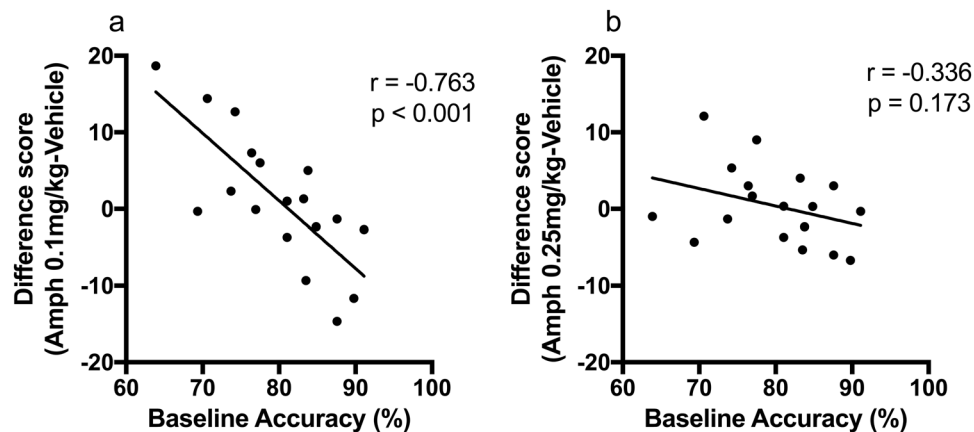 a
r = -0.763
p < 0.001
Difference score
(Amph 0.1mg/kg-Vehicle)
20
10
0
-10
-20
60 70 80 90 100
Baseline Accuracy (%)
b
r = -0.336
p = 0.173
Difference score
(Amph 0.25mg/kg-Vehicle)
20
10
0
-10
-20
60 70 80 90 100
Baseline Accuracy (%)